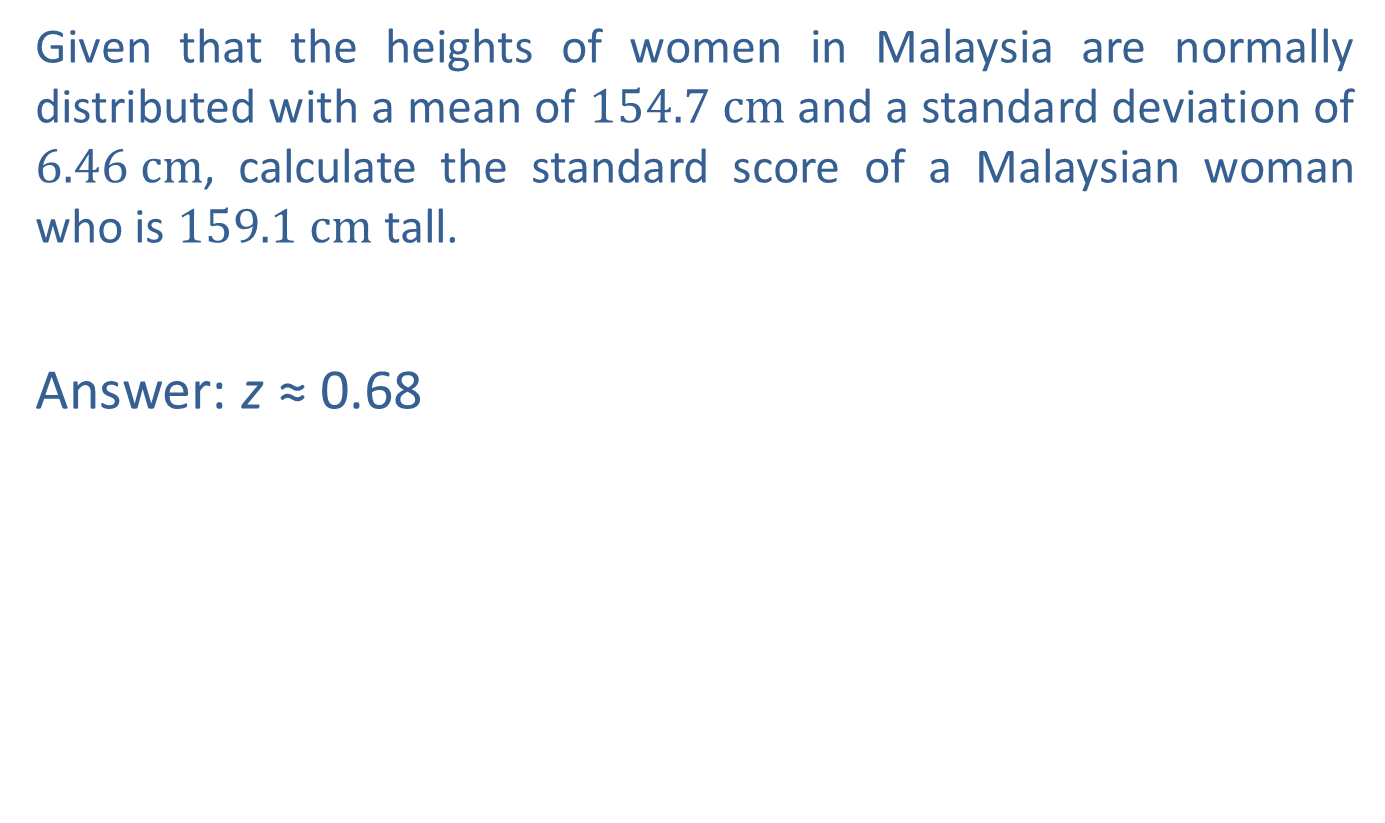 Given that the heights of women in Malaysia are normally
distributed with a mean of 154.7 cm and a standard deviation of
6.46 cm, calculate the standard score of a Malaysian woman
who is 159.1 cm tall.
Answer: z ≈ 0.68